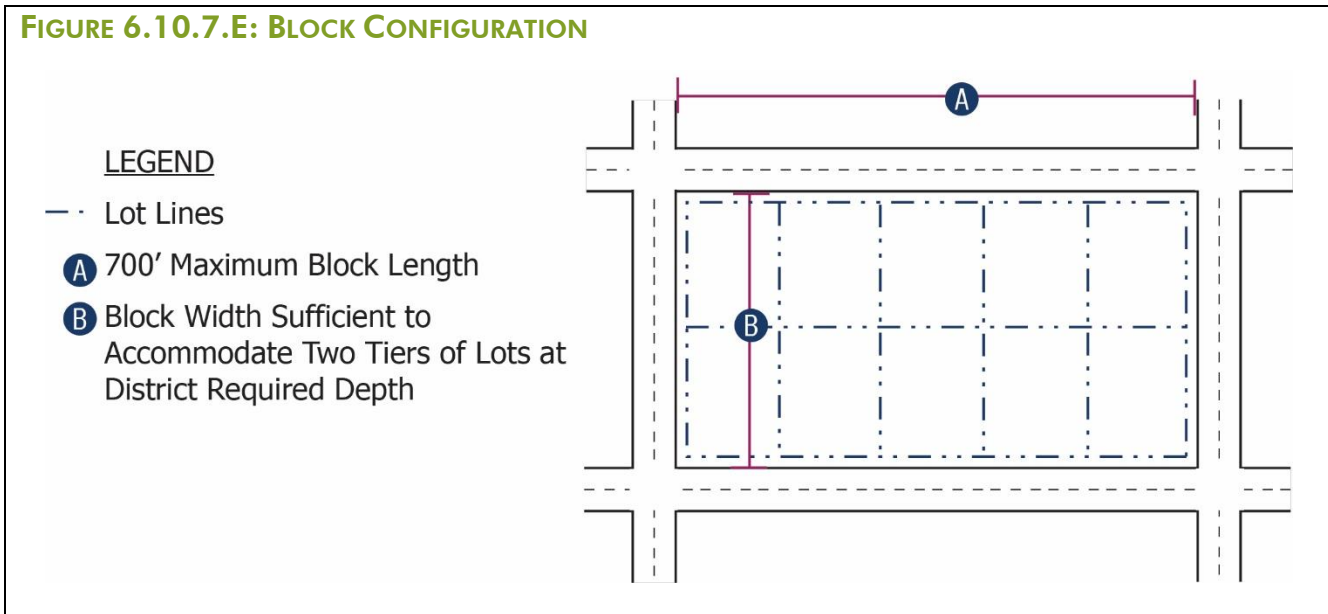 FIGURE 6.10.7.E: BLOCK CONFIGURATION
A
LEGEND
Lot Lines
A 700' Maximum Block Length
B Block Width Sufficient to
Accommodate Two Tiers of Lots at
District Required Depth
B